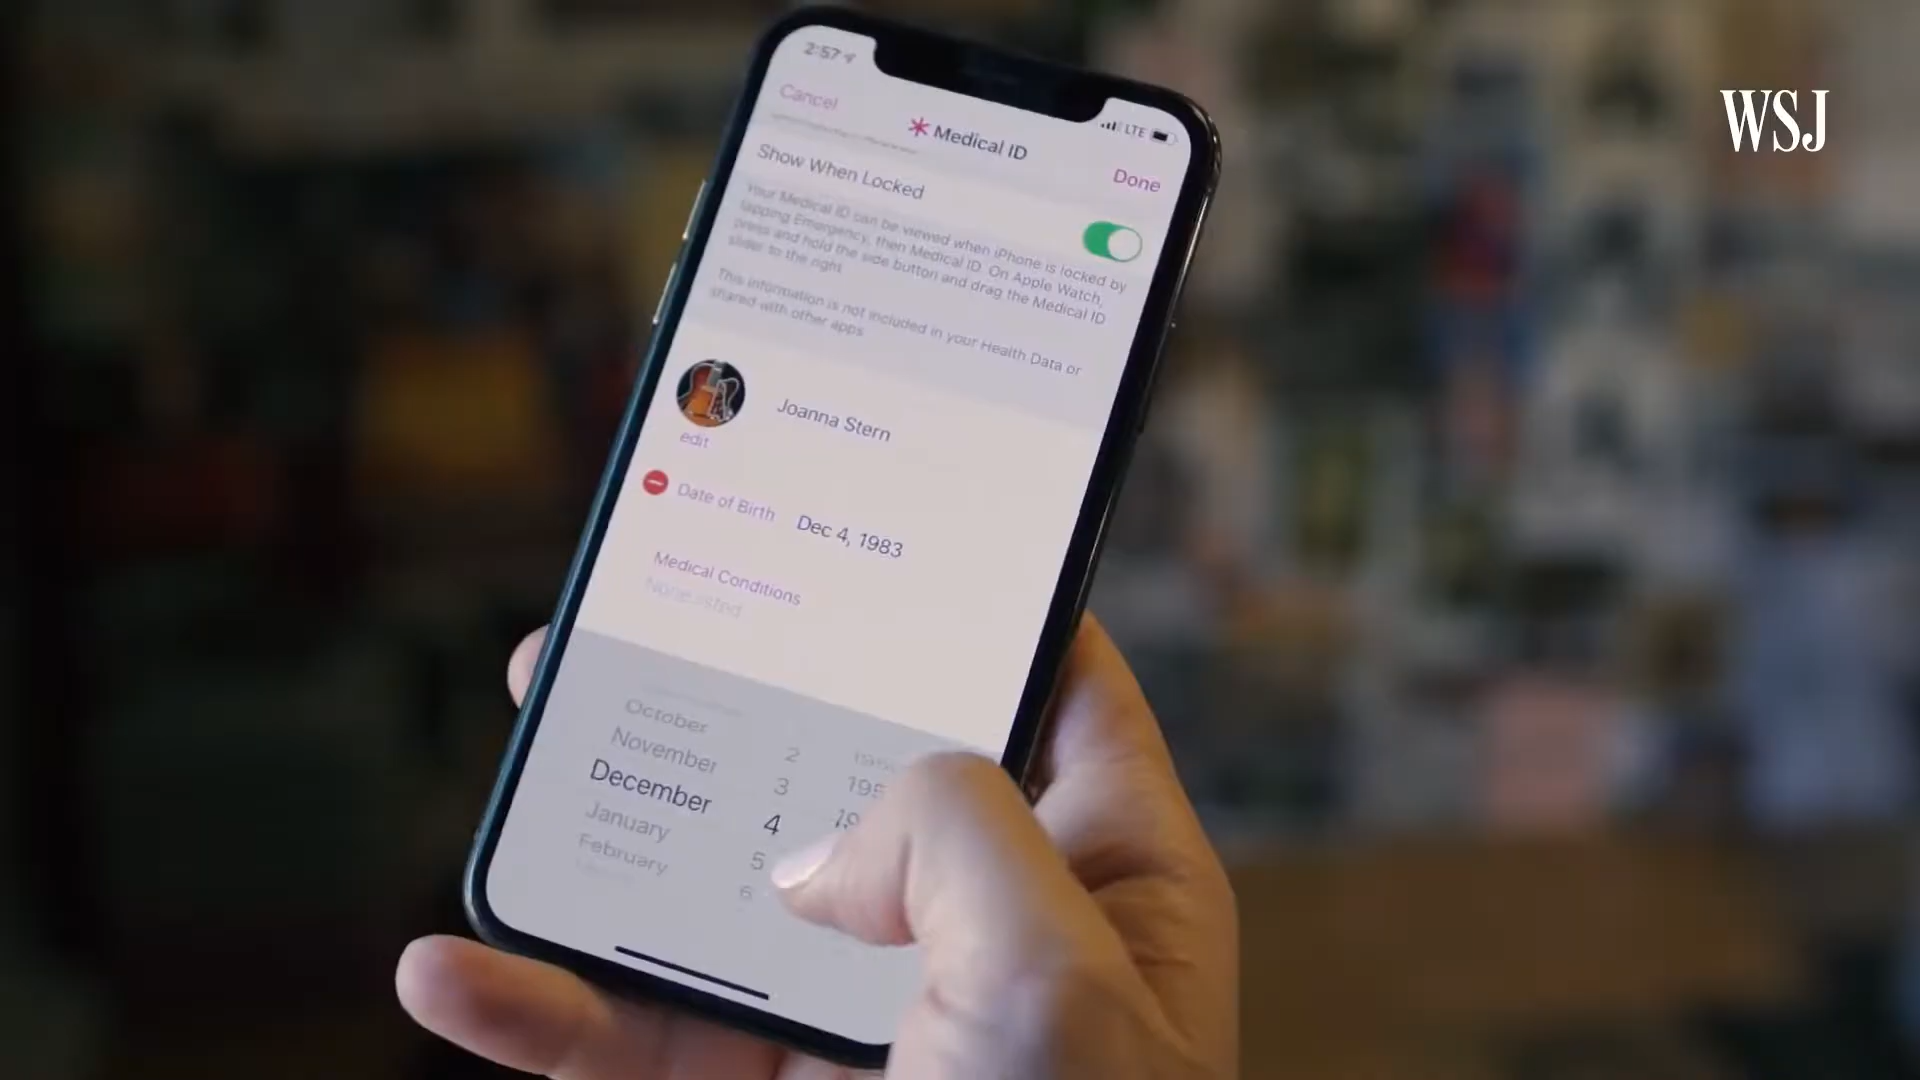 WSJ
2:57
LTE
Cancel
Medical ID
Done
Show When Locked
Your Medical ID can be viewed when iPhone is locked by
tapping Emergency, then Medical ID. On Apple Watch,
press and hold the side button and drag the Medical ID
slider to the right.
This information is not included in your Health Data or
shared with other apps.
Joanna Stern
edit
Date of Birth Dec 4, 1983
Medical Conditions
None listed
October
November 2
December 3
January 4
February 5
6